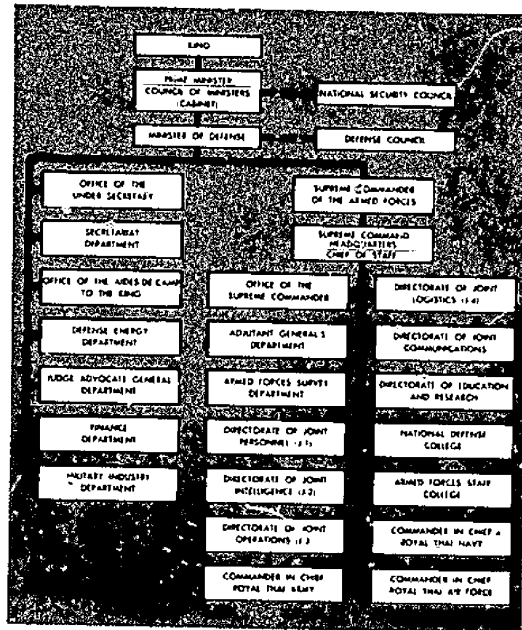 KING
PRIME MINISTER
COUNCIL OF MINISTERS
(CABINET)
NATIONAL SECURITY COUNCIL
MINISTER OF DEFENSE
DEFENSE COUNCIL
OFFICE OF THE
UNDER SECRETARY
SECRETARIAT
DEPARTMENT
OFFICE OF THE AIDES DE CAMP
TO THE KING
DEFENSE ENERGY
DEPARTMENT
JUDGE ADVOCATE GENERAL
DEPARTMENT
FINANCE
DEPARTMENT
MILITARY INDUSTRY
DEPARTMENT
SUPREME COMMANDER
OF THE ARMED FORCES
SUPREME COMMAND
HEADQUARTERS
CHIEF OF STAFF
OFFICE OF THE
SUPREME COMMANDER
ADJUTANT GENERAL'S
DEPARTMENT
ARMED FORCES SURVEY
DEPARTMENT
DIRECTORATE OF JOINT
PERSONNEL (J-1)
DIRECTORATE OF JOINT
INTELLIGENCE (J-2)
DIRECTORATE OF JOINT
OPERATIONS
COMMANDER IN CHIEF
ROYAL THAI ARMY
DIRECTORATE OF JOINT
LOGISTICS (J-4)
DIRECTORATE OF JOINT
COMMUNICATIONS
DIRECTORATE OF EDUCATION
AND RESEARCH
NATIONAL DEFENSE
COLLEGE
ARMED FORCES STAFF
COLLEGE
COMMANDER IN CHIEF
ROYAL THAI NAVY
COMMANDER IN CHIEF
ROYAL THAI AIR FORCE